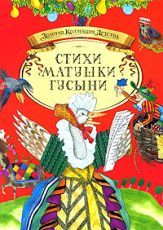 Золотая Коллекция Детства
СТИХИ
МАТУШКИ
ГУСЫНИ